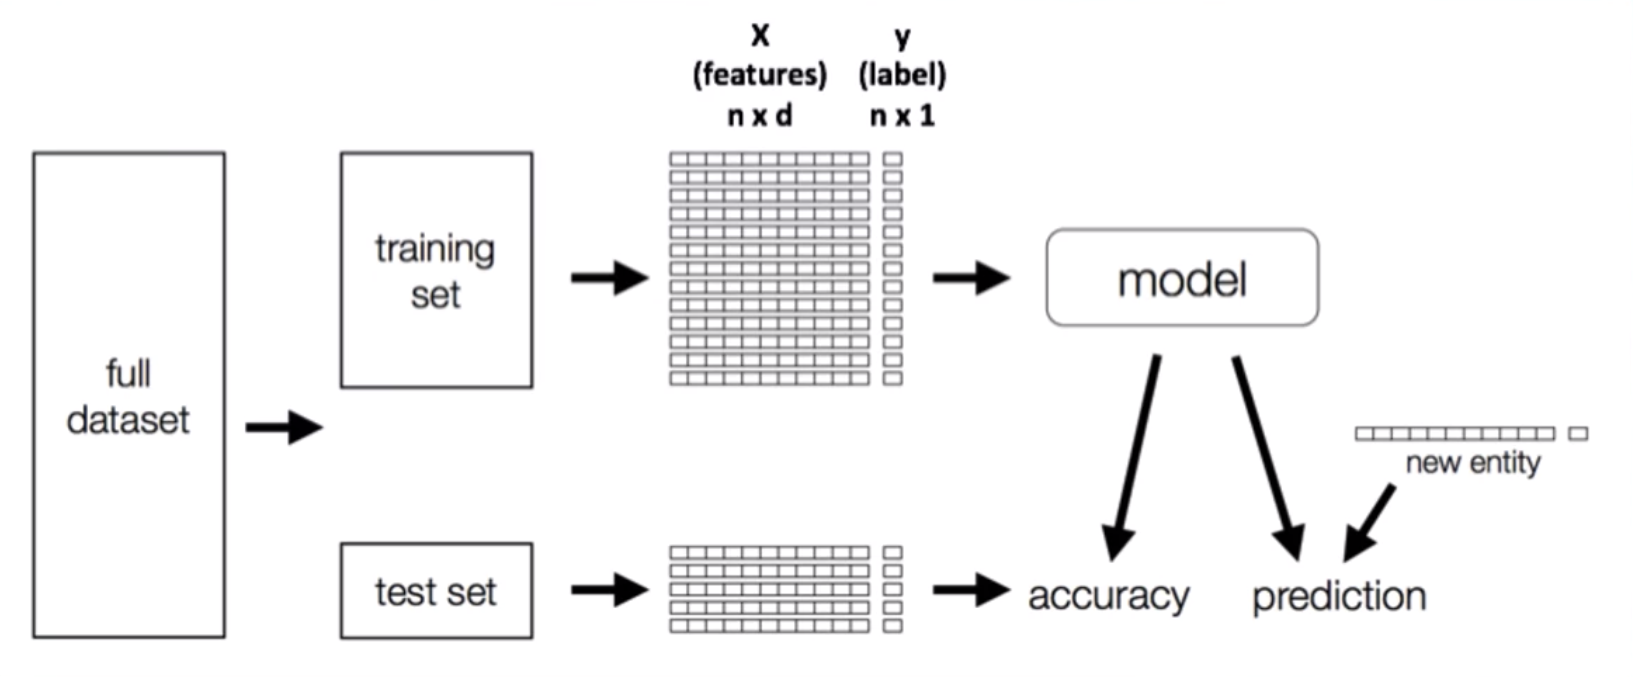 X
(features)
n x d
y
(label)
n x 1
full
dataset
training
set
model
new entity
test set
accuracy
prediction